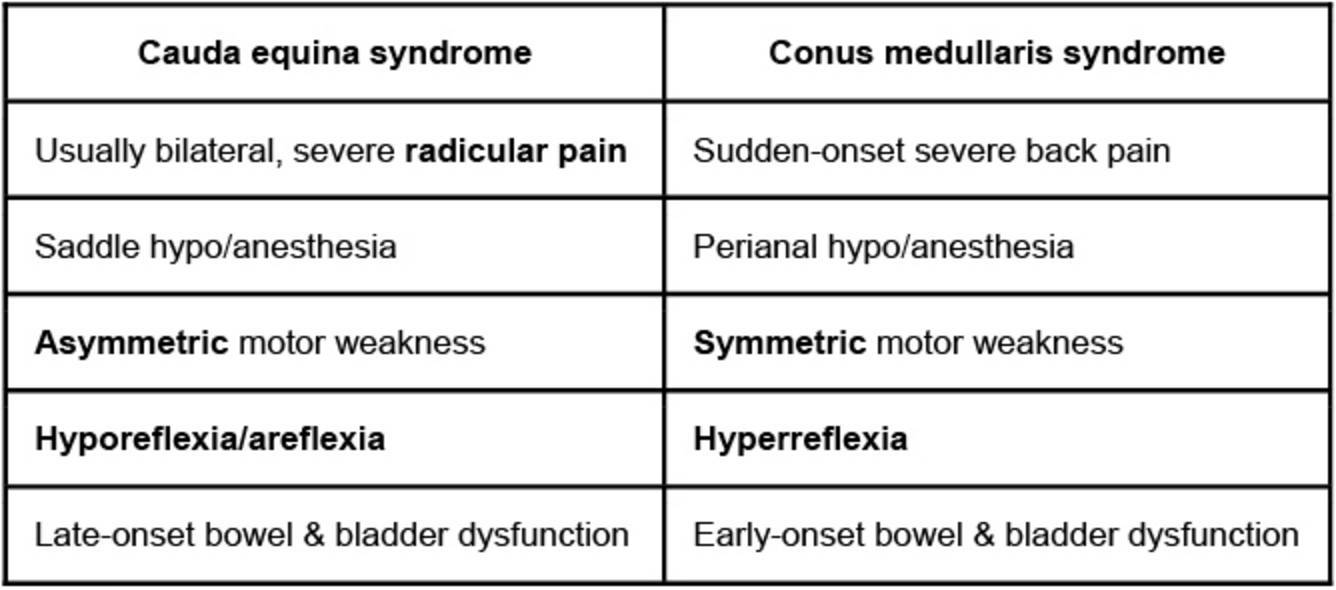 Cauda equina syndrome
Conus medullaris syndrome
Usually bilateral, severe radicular pain
Sudden-onset severe back pain
Saddle hypo/anesthesia
Perianal hypo/anesthesia
Asymmetric motor weakness
Symmetric motor weakness
Hyporeflexia/areflexia
Hyperreflexia
Late-onset bowel & bladder dysfunction
Early-onset bowel & bladder dysfunction